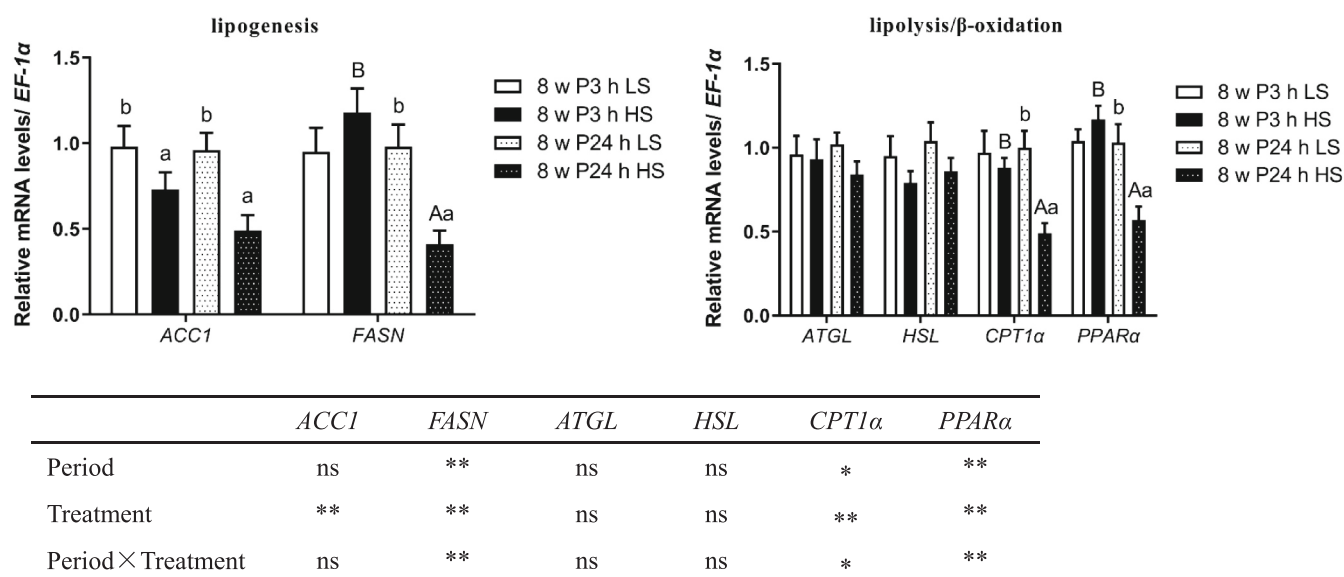 lipogenesis
Relative mRNA levels/ EF-1α
1.5
1.0
0.5
0.0
b
a
b
a
B
b
Aa
ACC1
FASN
8 w P3 h LS
8 w P3 h HS
8 w P24 h LS
8 w P24 h HS
lipolysis/β-oxidation
Relative mRNA levels/ EF-1α
1.5
1.0
0.5
0.0
B
b
Aa
B
b
Aa
ATGL
HSL
CPT1α
PPARα
8 w P3 h LS
8 w P3 h HS
8 w P24 h LS
8 w P24 h HS
ACC1 FASN ATGL HSL CPT1α PPARα
Period ns ** ns ns * **
Treatment ** ** ns ns ** **
Period×Treatment ns ** ns ns * **